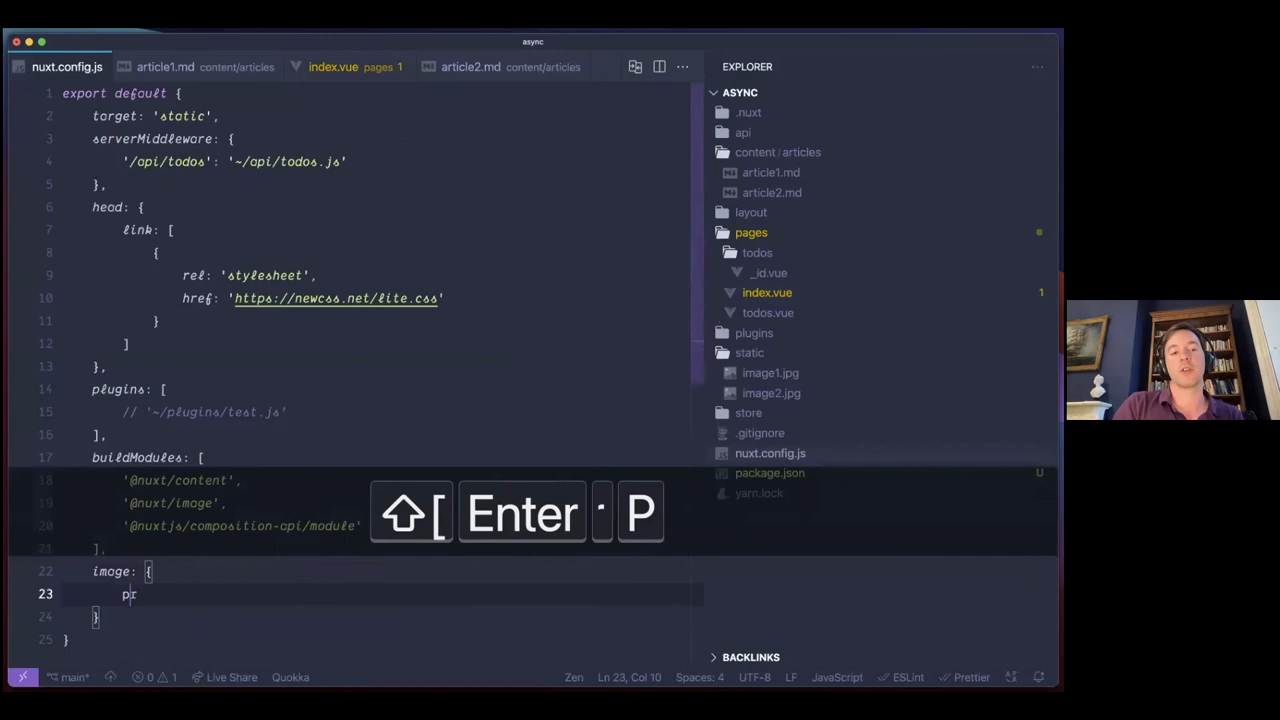 async
nuxt.config.js article1.md content/articles index.vue pages 1 article2.md content/articles
1 export default {
2 target: 'static',
3 serverMiddleware: {
4 '/api/todos': '~/api/todos.js'
5 },
6 head: {
7 link: [
8 {
9 rel: 'stylesheet',
10 href: 'https://newcss.net/lite.css'
11 }
12 ]
13 },
14 plugins: [
15 // '~/plugins/test.js'
16 ],
17 buildModules: [
18 '@nuxt/content',
19 '@nuxt/image',
20 '@nuxtjs/composition-api/module'
21 ],
22 image: {
23 pr
24 }
25 }
⇧[ Enter P
EXPLORER
ASYNC
.nuxt
api
content/articles
article1.md
article2.md
layout
pages
todos
_id.vue
index.vue 1
todos.vue
plugins
static
image1.jpg
image2.jpg
store
.gitignore
nuxt.config.js
package.json U
yarn.lock
BACKLINKS
main* 0 1 Live Share Quokka Zen Ln 23, Col 10 Spaces: 4 UTF-8 LF JavaScript ESLint Prettier